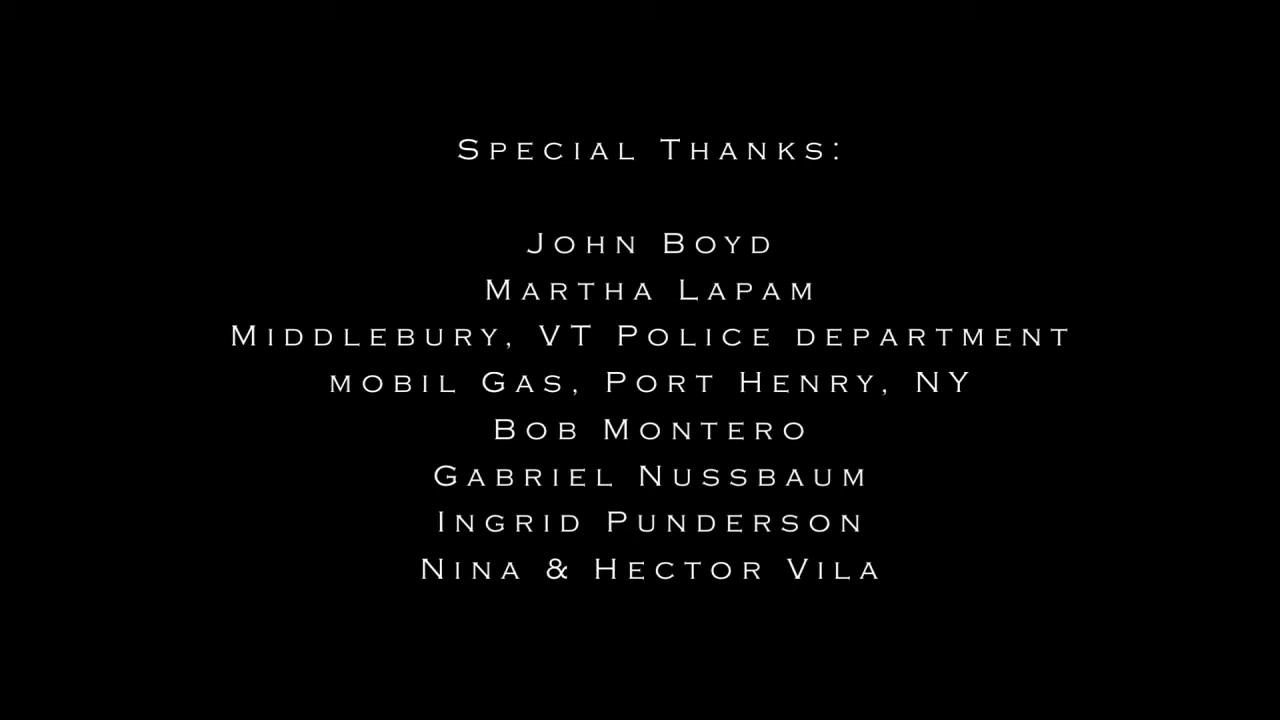 Special Thanks:
John Boyd
Martha Lapam
Middlebury, VT Police department
mobil Gas, Port Henry, NY
Bob Montero
Gabriel Nussbaum
Ingrid Punderson
Nina & Hector Vila